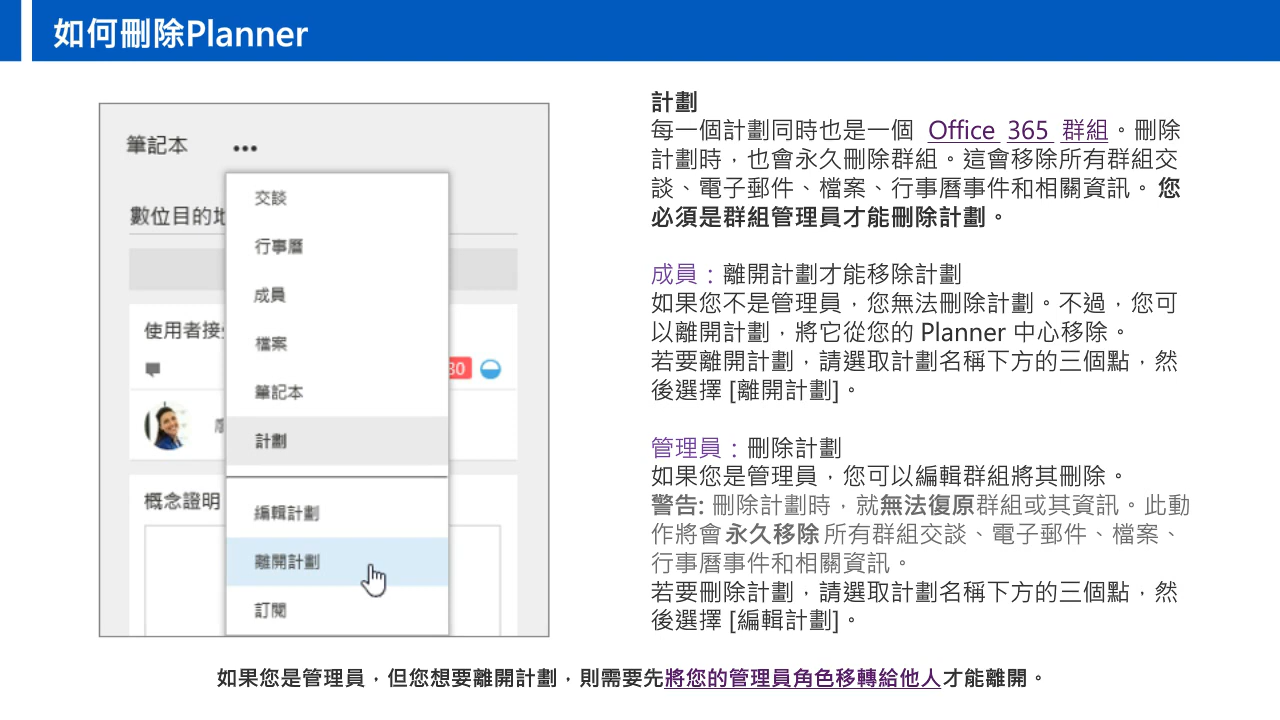 如何刪除Planner
筆記本 •••
數位目的地
交談
行事曆
成員
檔案
筆記本
計劃
編輯計劃
離開計劃
訂閱
使用者接
30
概念證明
計劃
每一個計劃同時也是一個 Office 365 群組。刪除
計劃時，也會永久刪除群組。這會移除所有群組交
談、電子郵件、檔案、行事曆事件和相關資訊。您
必須是群組管理員才能刪除計劃。
成員：離開計劃才能移除計劃
如果您不是管理員，您無法刪除計劃。不過，您可
以離開計劃，將它從您的 Planner 中心移除。
若要離開計劃，請選取計劃名稱下方的三個點，然
後選擇 [離開計劃]。
管理員：刪除計劃
如果您是管理員，您可以編輯群組將其刪除。
警告: 刪除計劃時，就無法復原群組或其資訊。此動
作將會永久移除所有群組交談、電子郵件、檔案、
行事曆事件和相關資訊。
若要刪除計劃，請選取計劃名稱下方的三個點，然
後選擇 [編輯計劃]。
如果您是管理員，但您想要離開計劃，則需要先將您的管理員角色移轉給他人才能離開。